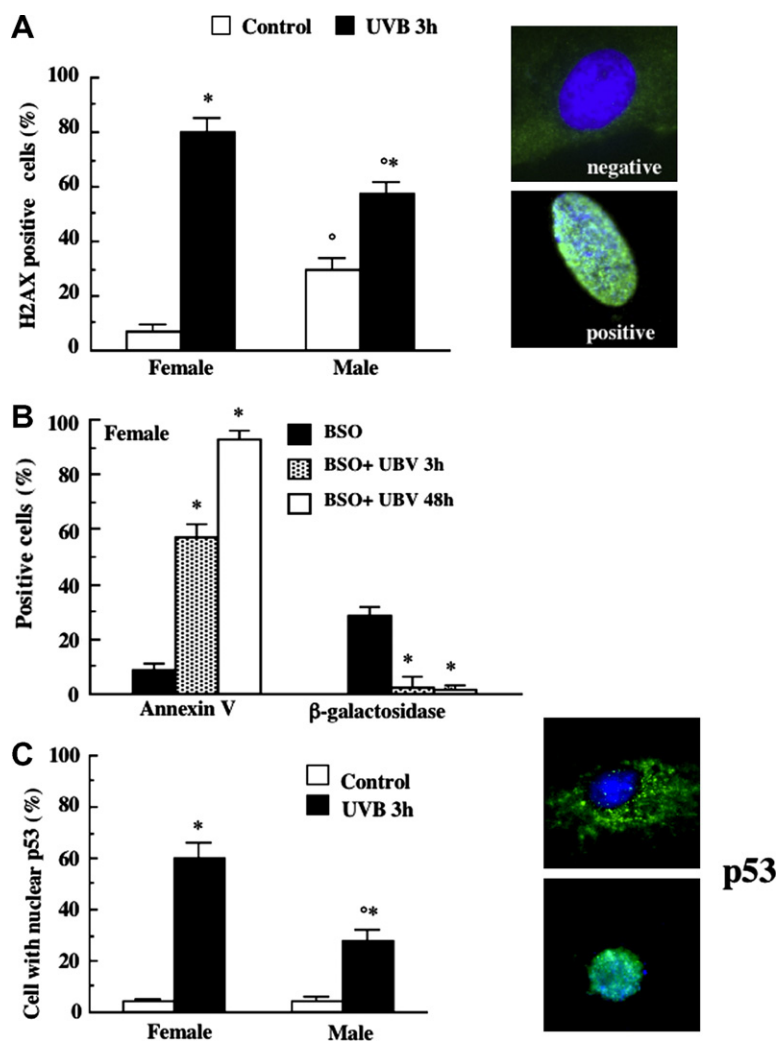 A
Control UVB 3h
H2AX positive cells (%)
100
80
60
40
20
0
*
°
°*
Female Male
negative
positive
B
Female
Positive cells (%)
100
80
60
40
20
0
*
*
*
*
BSO
BSO+ UBV 3h
BSO+ UBV 48h
Annexin V β-galactosidase
C
Control
UVB 3h
Cell with nuclear p53 (%)
100
80
60
40
20
0
*
°*
Female Male
p53